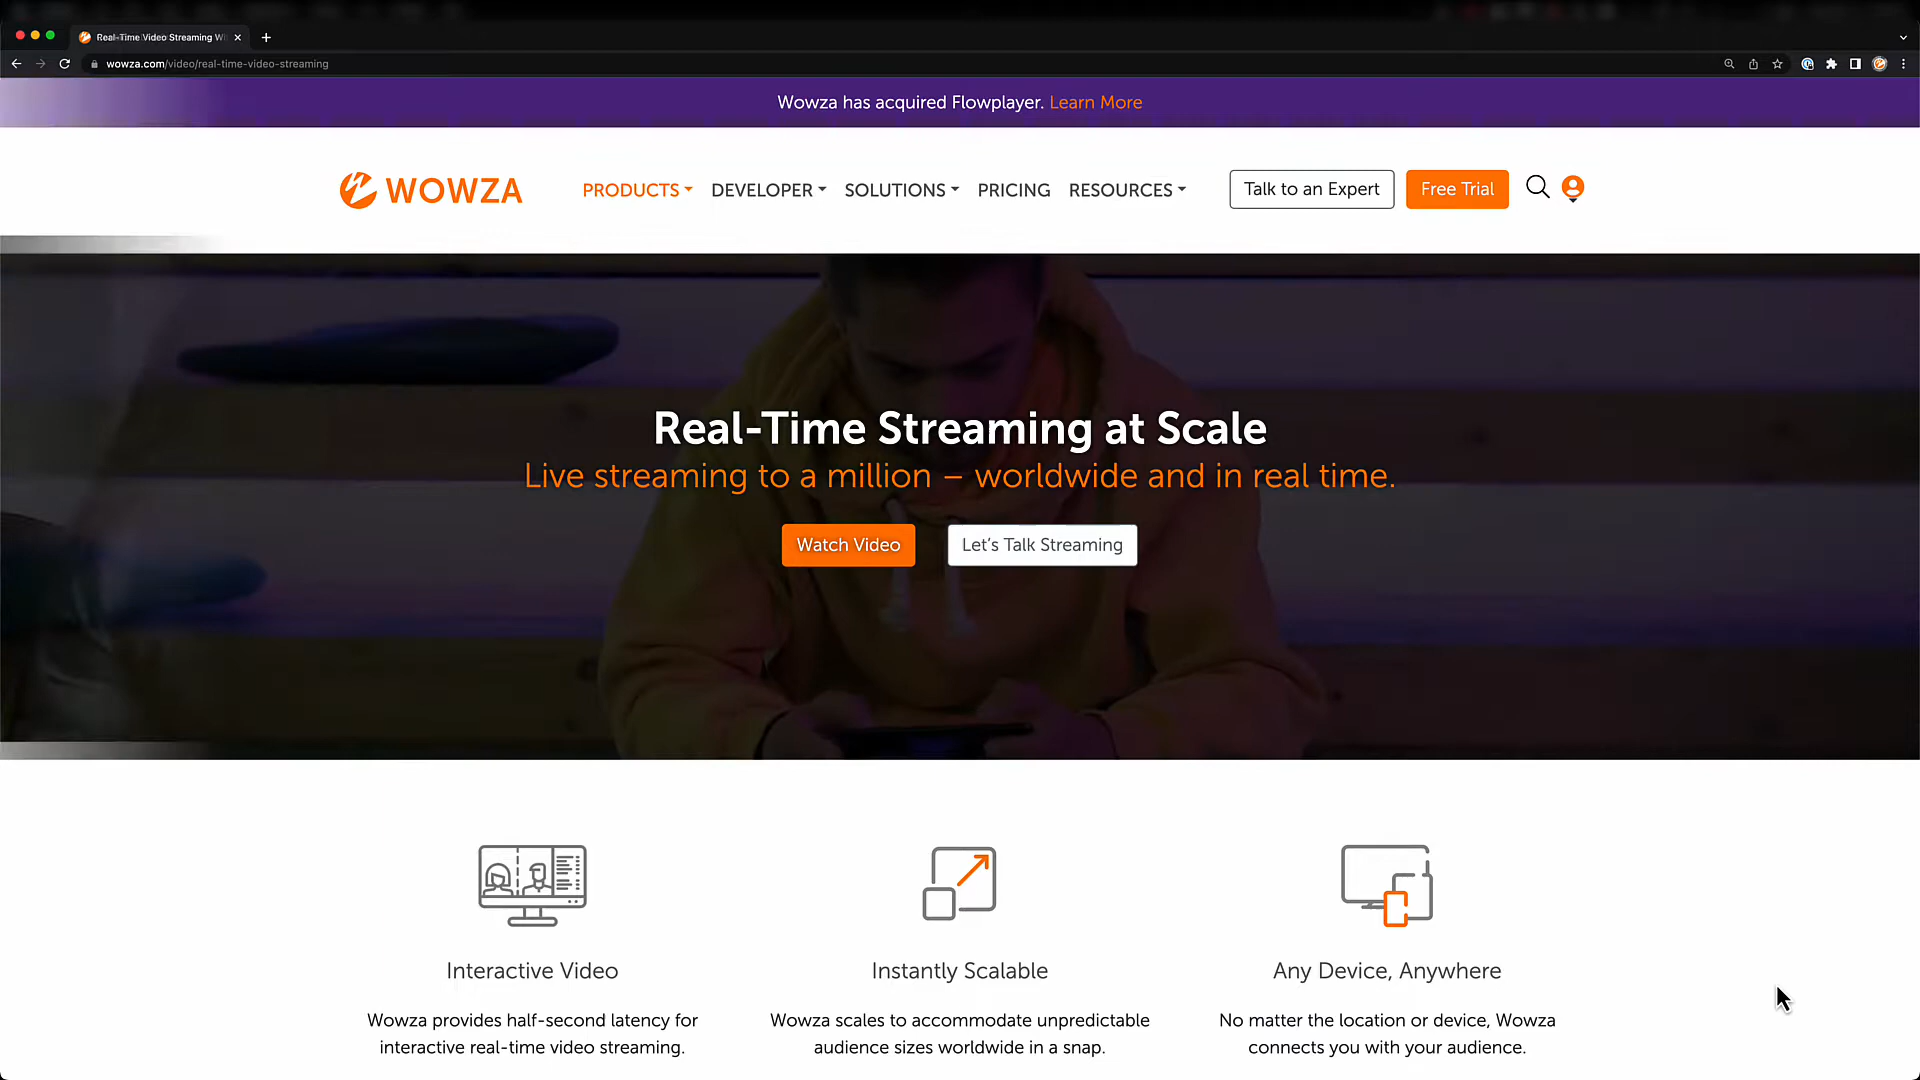 Real-Time Video Streaming Wi
wowza.com/video/real-time-video-streaming
Wowza has acquired Flowplayer. Learn More
WOWZA
PRODUCTS DEVELOPER SOLUTIONS PRICING RESOURCES
Talk to an Expert
Free Trial
Real-Time Streaming at Scale
Live streaming to a million – worldwide and in real time.
Watch Video
Let's Talk Streaming
Interactive Video
Wowza provides half-second latency for
interactive real-time video streaming.
Instantly Scalable
Wowza scales to accommodate unpredictable
audience sizes worldwide in a snap.
Any Device, Anywhere
No matter the location or device, Wowza
connects you with your audience.